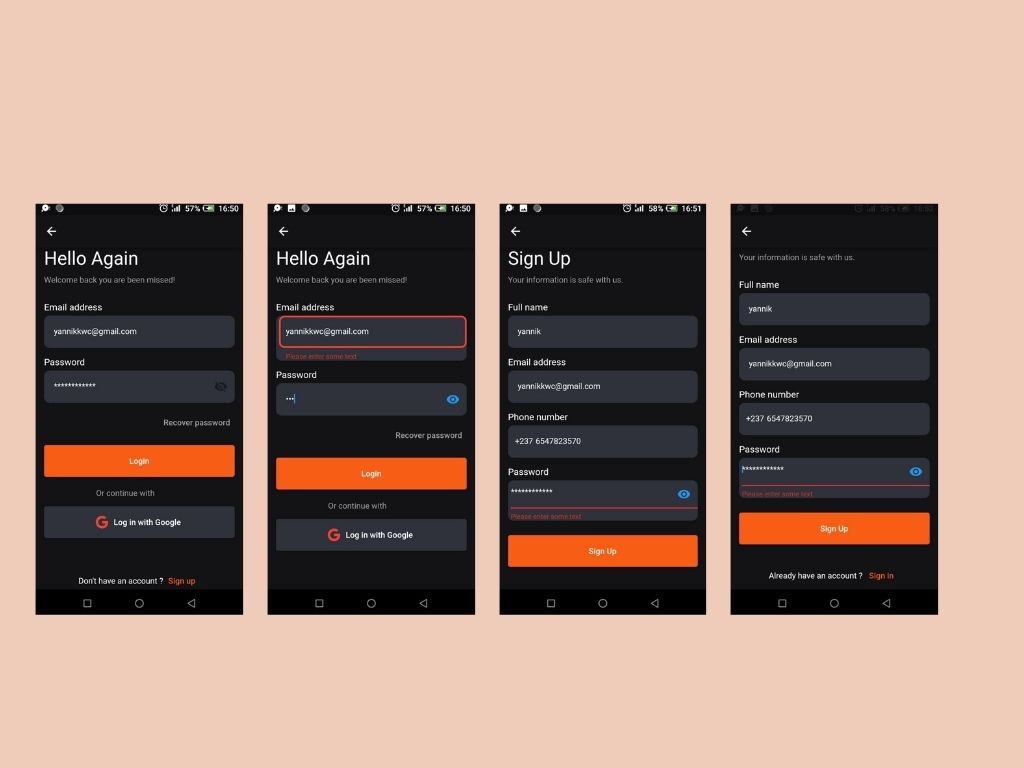 57% 16:50
Hello Again
Welcome back you are been missed!
Email address
yannikkwc@gmail.com
Password
************
Recover password
Login
Or continue with
G Log in with Google
Don't have an account ? Sign up
57% 16:50
Hello Again
Welcome back you are been missed!
Email address
yannikkwc@gmail.com
Please enter some text
Password
•••
Recover password
Login
Or continue with
G Log in with Google
58% 16:51
Sign Up
Your information is safe with us.
Full name
yannik
Email address
yannikkwc@gmail.com
Phone number
+237 6547823570
Password
************
Please enter some text
Sign Up
58% 16:52
Your information is safe with us.
Full name
yannik
Email address
yannikkwc@gmail.com
Phone number
+237 6547823570
Password
************
Please enter some text
Sign Up
Already have an account ? Sign In